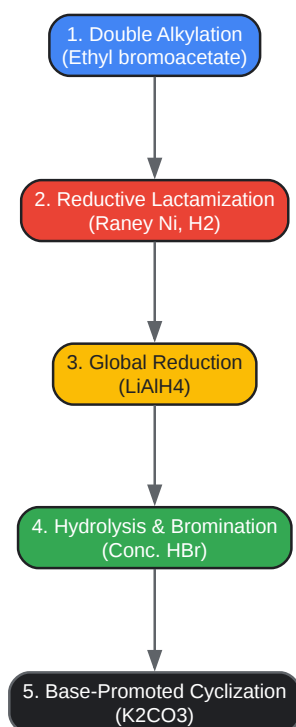 1. Double Alkylation
(Ethyl bromoacetate)
2. Reductive Lactamization
(Raney Ni, H2)
3. Global Reduction
(LiAlH4)
4. Hydrolysis & Bromination
(Conc. HBr)
5. Base-Promoted Cyclization
(K2CO3)